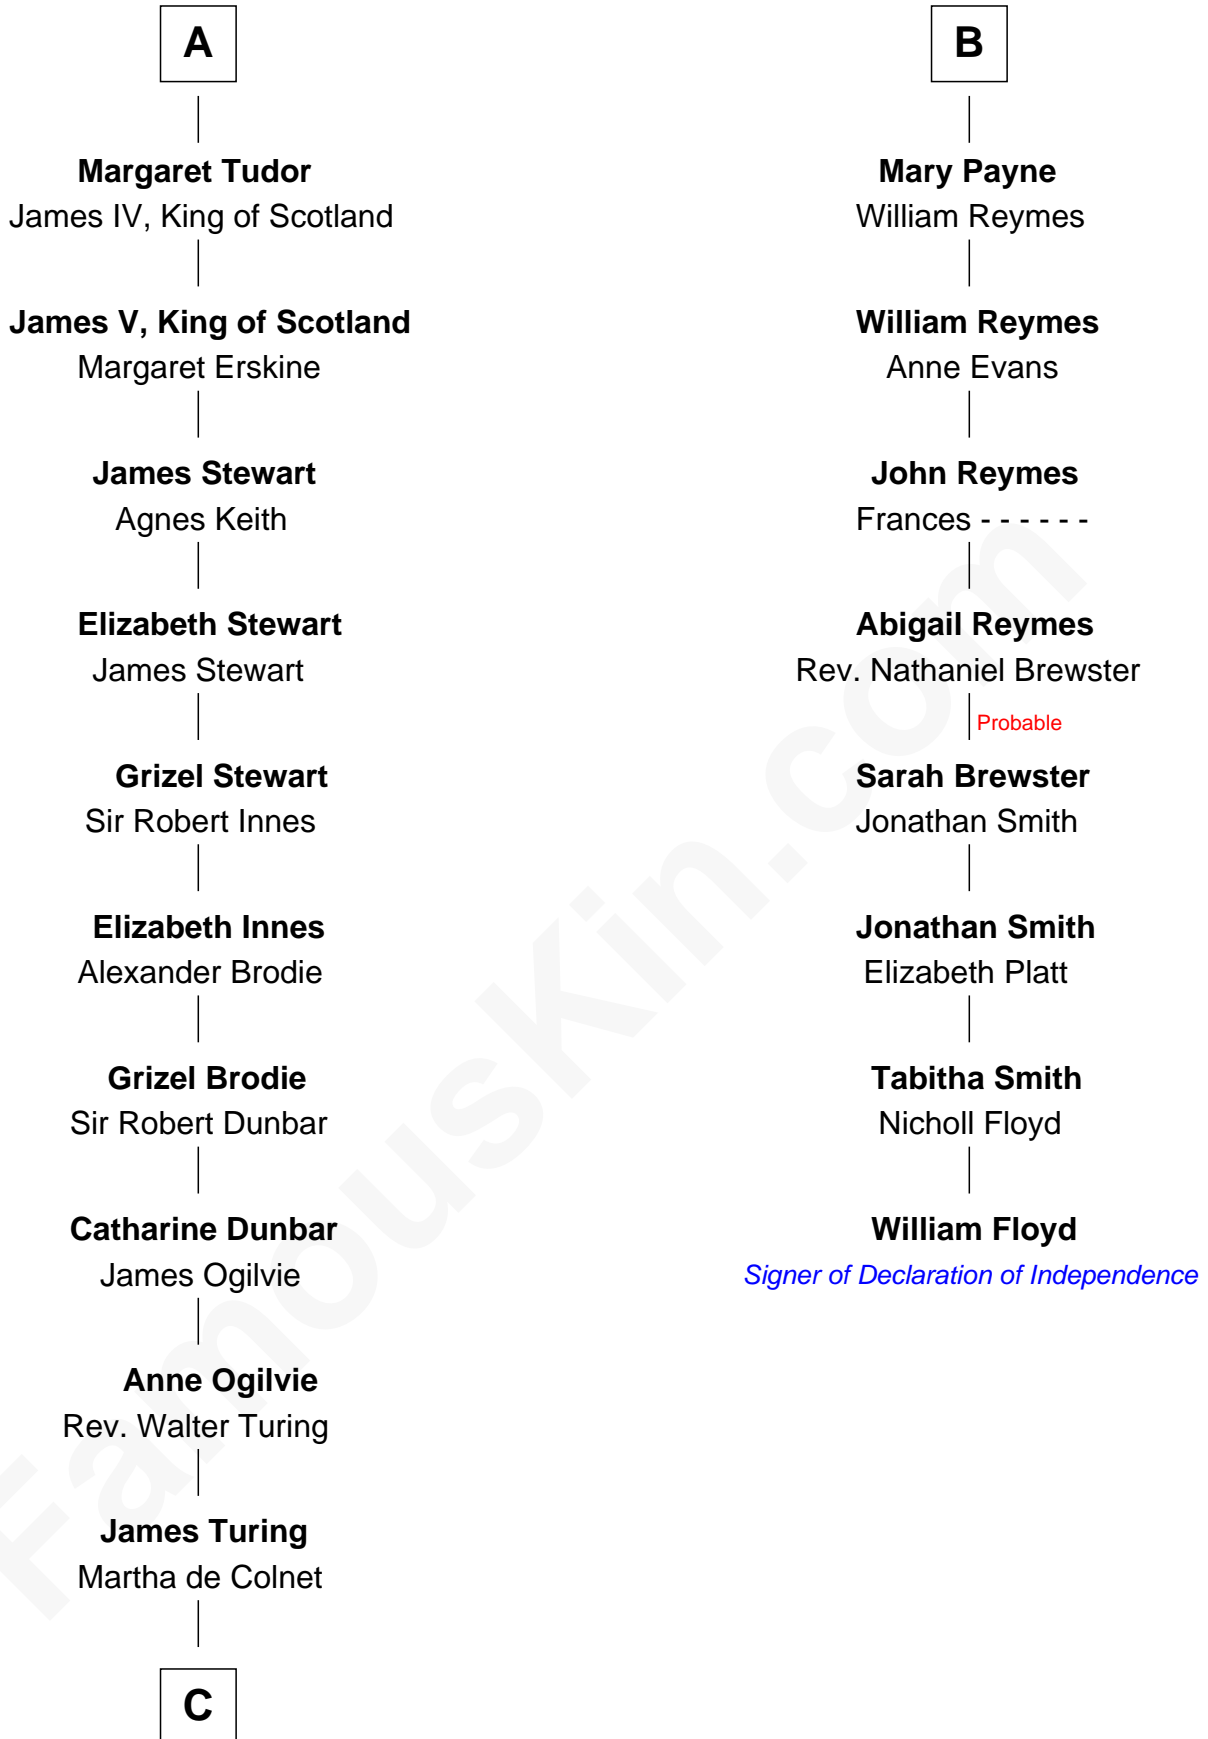 A
Margaret Tudor
James IV, King of Scotland
James V, King of Scotland
Margaret Erskine
James Stewart
Agnes Keith
Elizabeth Stewart
James Stewart
Grizel Stewart
Sir Robert Innes
Elizabeth Innes
Alexander Brodie
Grizel Brodie
Sir Robert Dunbar
Catharine Dunbar
James Ogilvie
Anne Ogilvie
Rev. Walter Turing
James Turing
Martha de Colnet
C
B
Mary Payne
William Reymes
William Reymes
Anne Evans
John Reymes
Frances - - - - - -
Abigail Reymes
Rev. Nathaniel Brewster
Probable
Sarah Brewster
Jonathan Smith
Jonathan Smith
Elizabeth Platt
Tabitha Smith
Nicholl Floyd
William Floyd
Signer of Declaration of Independence
FamousKin.com